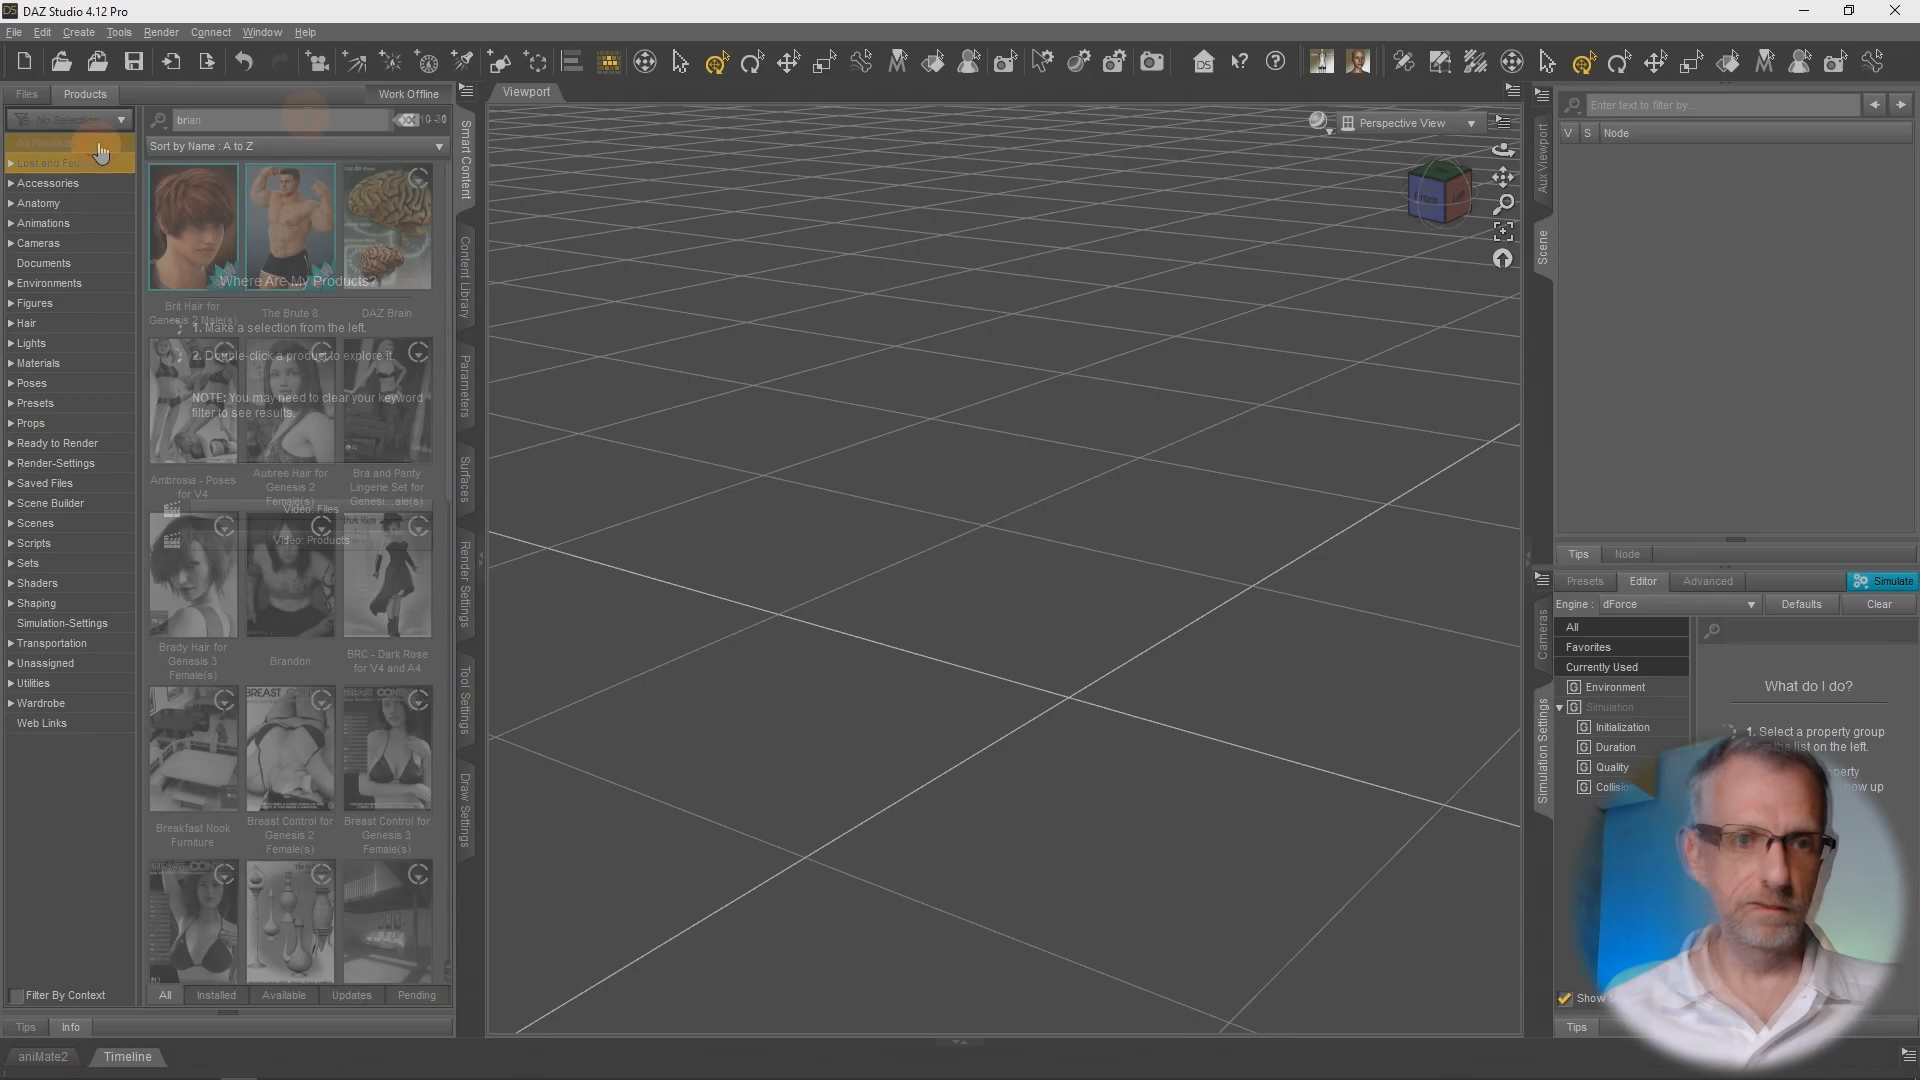 DAZ Studio 4.12 Pro
File Edit Create Tools Render Connect Window Help
Files Products Work Offline
No Selection
brian
Sort by Name : A to Z
Lost and Fou
Accessories
Anatomy
Animations
Cameras
Documents
Environments
Figures
Hair
Lights
Materials
Poses
Presets
Props
Ready to Render
Render-Settings
Saved Files
Scene Builder
Scenes
Scripts
Sets
Shaders
Shaping
Simulation-Settings
Transportation
Unassigned
Utilities
Wardrobe
Web Links
Filter By Context
Where Are My Products?
1. Make a selection from the left.
2. Double-click a product to explore it.
NOTE: You may need to clear your keyword
filter to see results.
Video: Files
Video: Products
Brit Hair for
Genesis 2 Male(s)
The Brute 8
DAZ Brain
Ambrosia - Poses
for V4
Aubree Hair for
Genesis 2
Female(s)
Bra and Panty
Lingerie Set for
Genesi...ale(s)
Brady Hair for
Genesis 3
Female(s)
Brandon
BRC - Dark Rose
for V4 and A4
Breakfast Nook
Furniture
Breast Control for
Genesis 2
Female(s)
Breast Control for
Genesis 3
Female(s)
All Installed Available Updates Pending
Tips Info
aniMate2 Timeline
Smart Content
Content Library
Parameters
Surfaces
Render Settings
Tool Settings
Draw Settings
Viewport
Perspective View
Aux Viewport
Scene
Enter text to filter by...
V S Node
Tips Node
Cameras
Simulation Settings
Presets Editor Advanced Simulate
Engine : dForce Defaults Clear
All
Favorites
Currently Used
Environment
Simulation
Initialization
Duration
Quality
Collisio
What do I do?
1. Select a property group
the list on the left.
Show
Tips